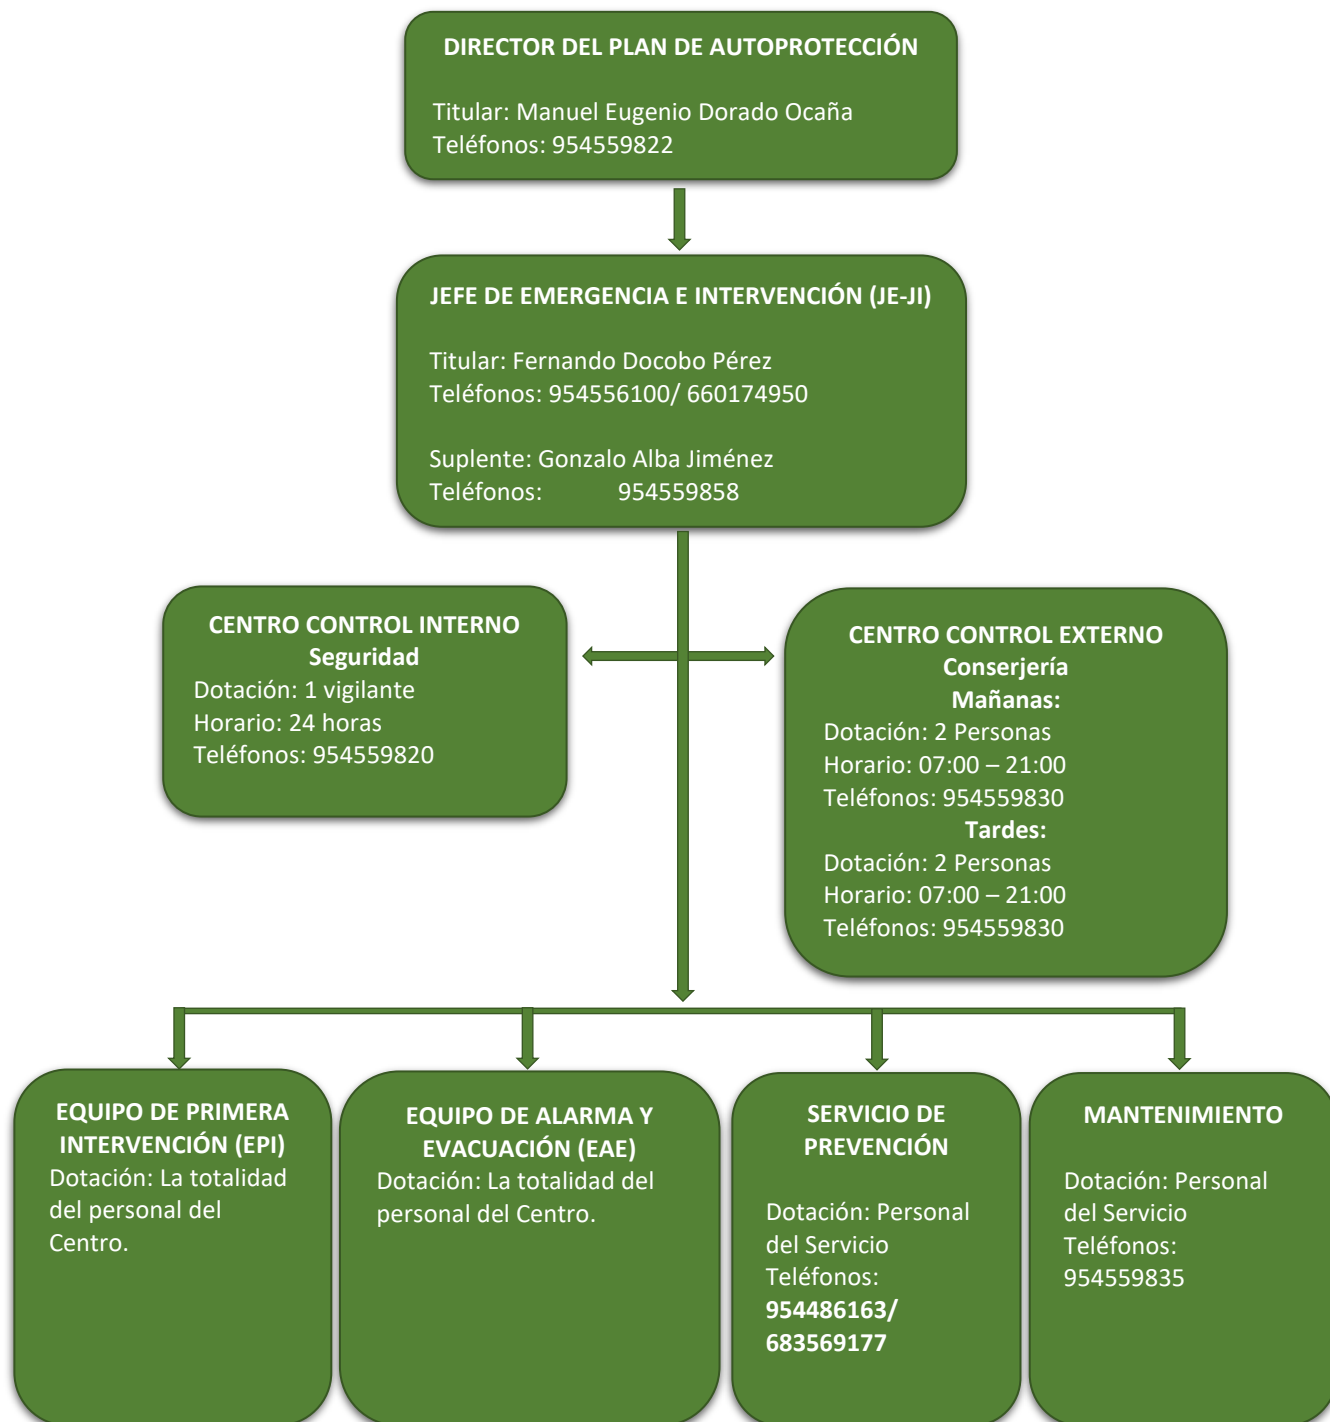 DIRECTOR DEL PLAN DE AUTOPROTECCIÓN
Titular: Manuel Eugenio Dorado Ocaña
Teléfonos: 954559822
JEFE DE EMERGENCIA E INTERVENCIÓN (JE-JI)
Titular: Fernando Docobo Pérez
Teléfonos: 954556100/ 660174950
Suplente: Gonzalo Alba Jiménez
Teléfonos: 954559858
CENTRO CONTROL INTERNO
Seguridad
Dotación: 1 vigilante
Horario: 24 horas
Teléfonos: 954559820
CENTRO CONTROL EXTERNO
Conserjería
Mañanas:
Dotación: 2 Personas
Horario: 07:00 – 21:00
Teléfonos: 954559830
Tardes:
Dotación: 2 Personas
Horario: 07:00 – 21:00
Teléfonos: 954559830
EQUIPO DE PRIMERA
INTERVENCIÓN (EPI)
Dotación: La totalidad
del personal del
Centro.
EQUIPO DE ALARMA Y
EVACUACIÓN (EAE)
Dotación: La totalidad del
personal del Centro.
SERVICIO DE
PREVENCIÓN
Dotación: Personal
del Servicio
Teléfonos:
954486163/
683569177
MANTENIMIENTO
Dotación: Personal
del Servicio
Teléfonos:
954559835